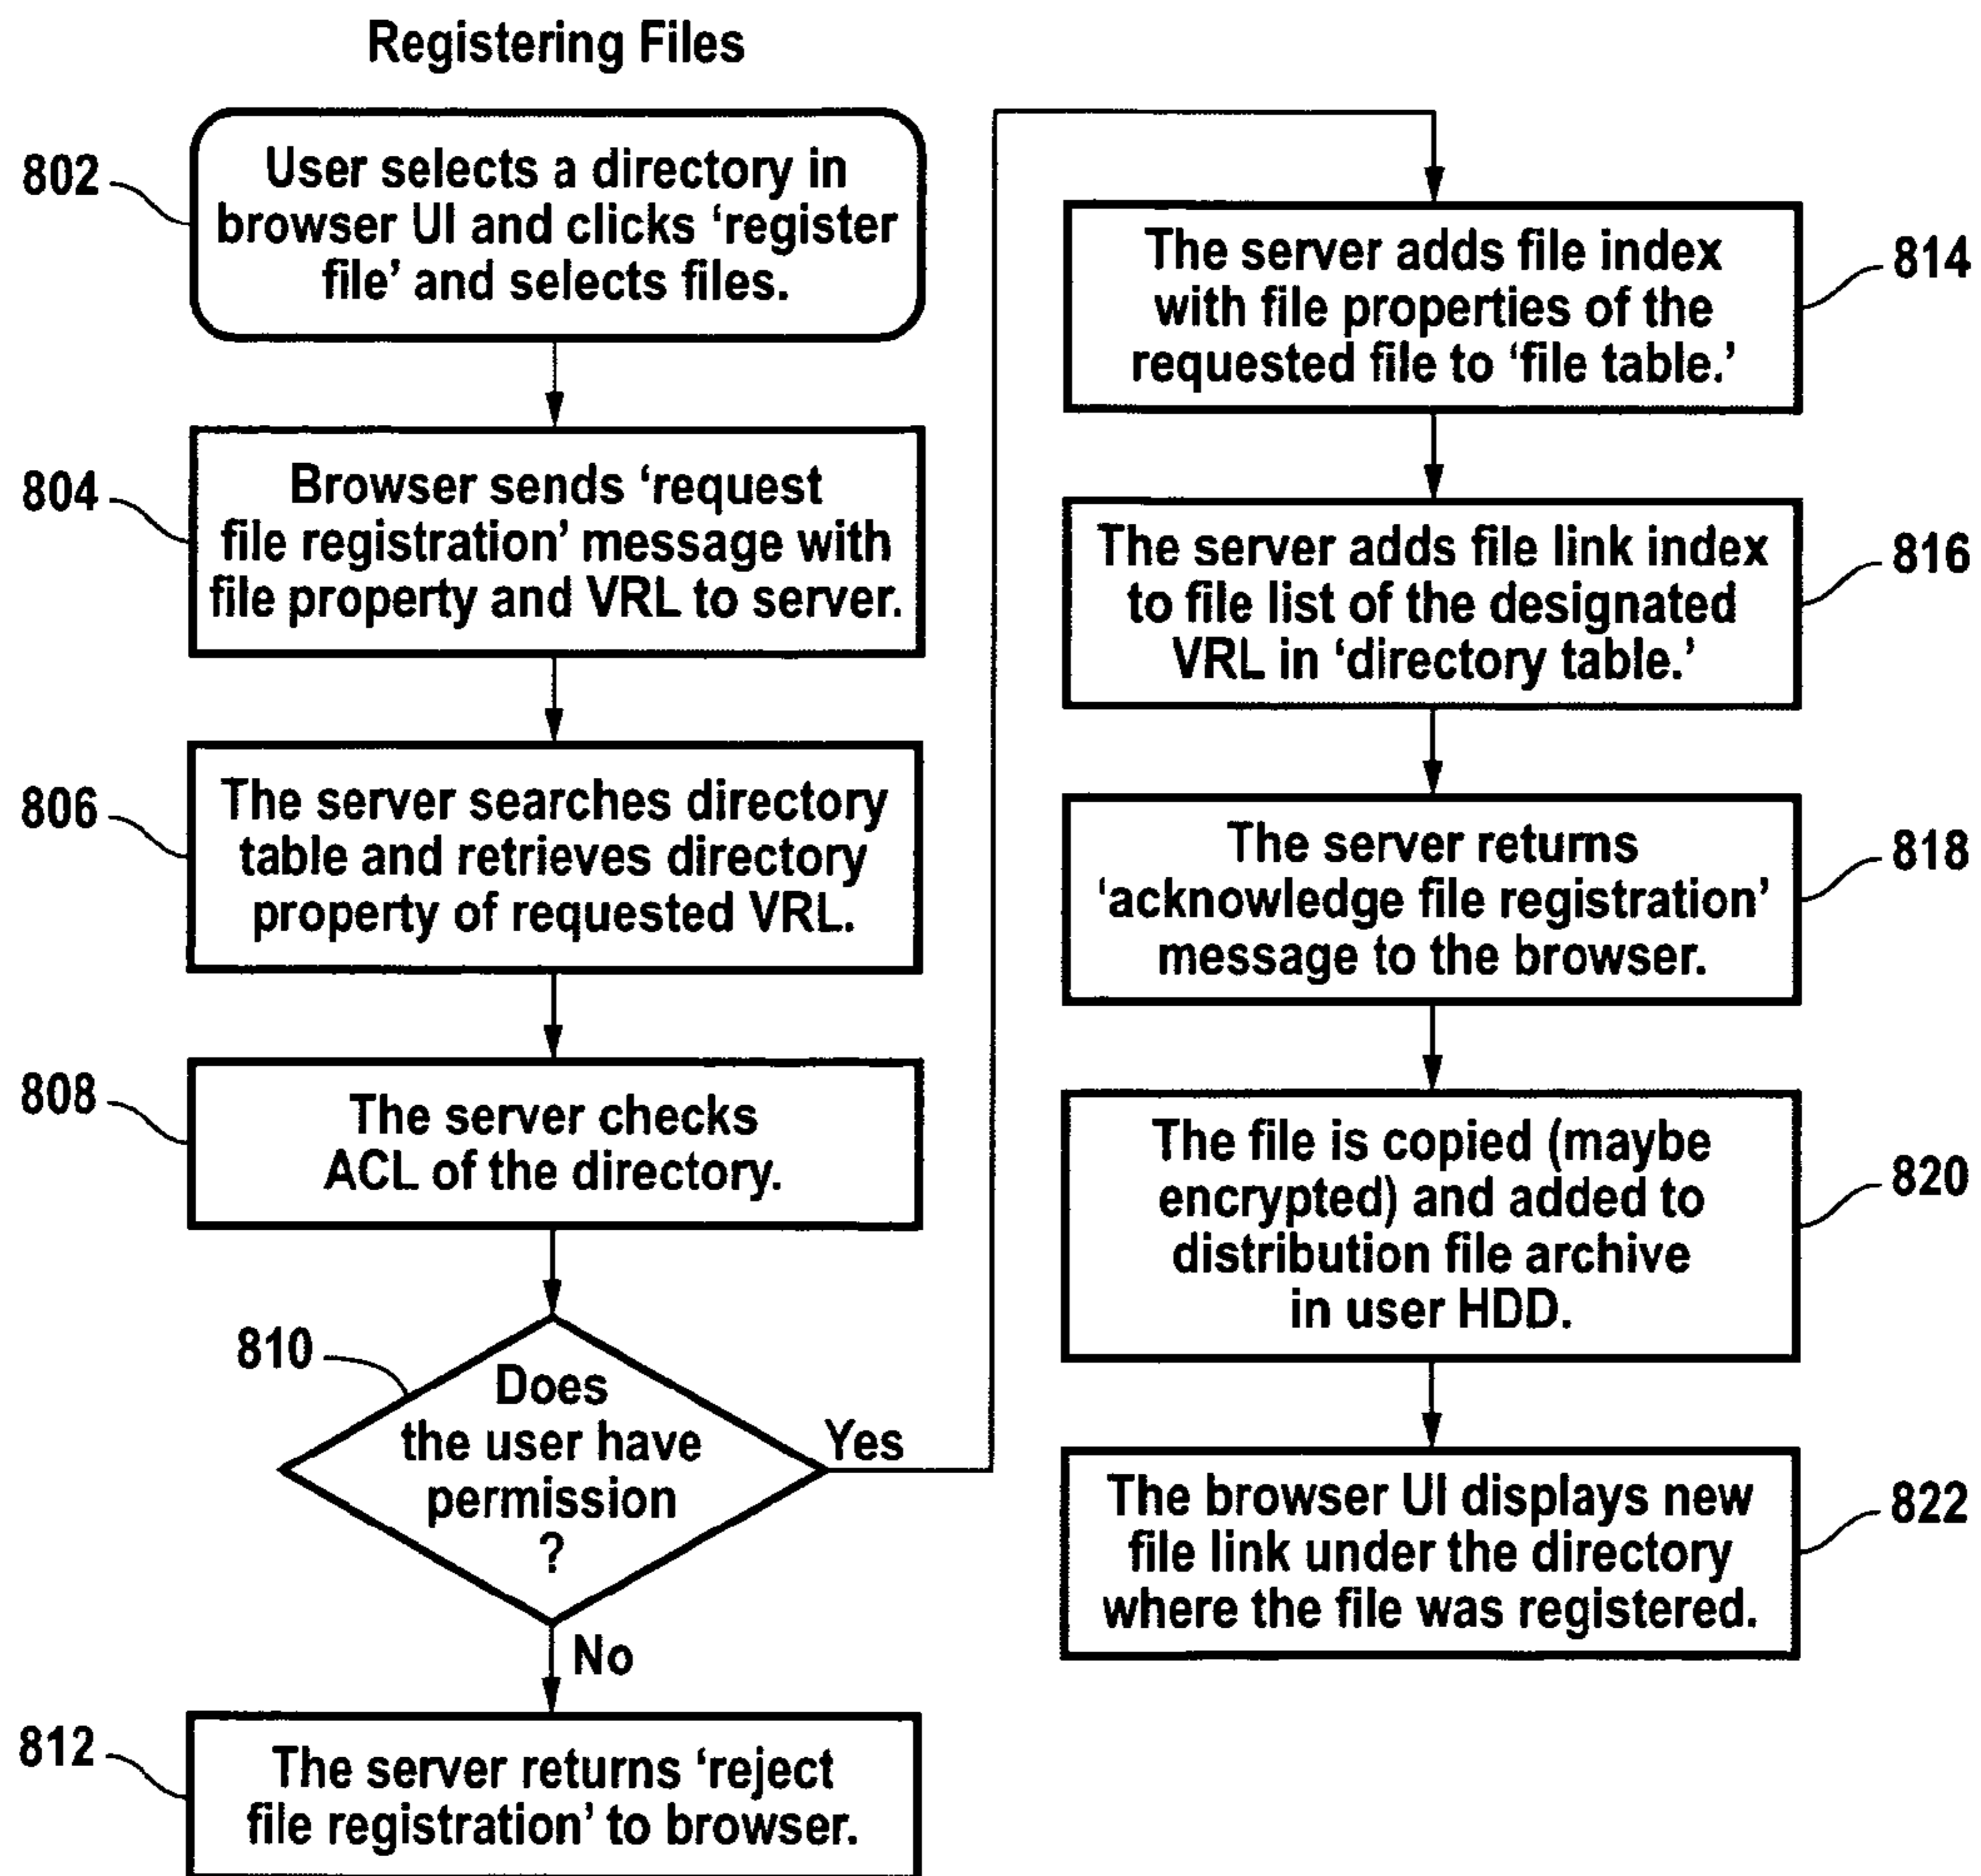 Registering Files
802
User selects a directory in
browser UI and clicks ‘register
file’ and selects files.
804
Browser sends ‘request
file registration’ message with
file property and VRL to server.
806
The server searches directory
table and retrieves directory
property of requested VRL.
808
The server checks
ACL of the directory.
810
Does
the user have
permission
?
Yes
No
812
The server returns ‘reject
file registration’ to browser.
The server adds file index
with file properties of the
requested file to ‘file table.’
814
The server adds file link index
to file list of the designated
VRL in ‘directory table.’
816
The server returns
‘acknowledge file registration’
message to the browser.
818
The file is copied (maybe
encrypted) and added to
distribution file archive
in user HDD.
820
The browser UI displays new
file link under the directory
where the file was registered.
822